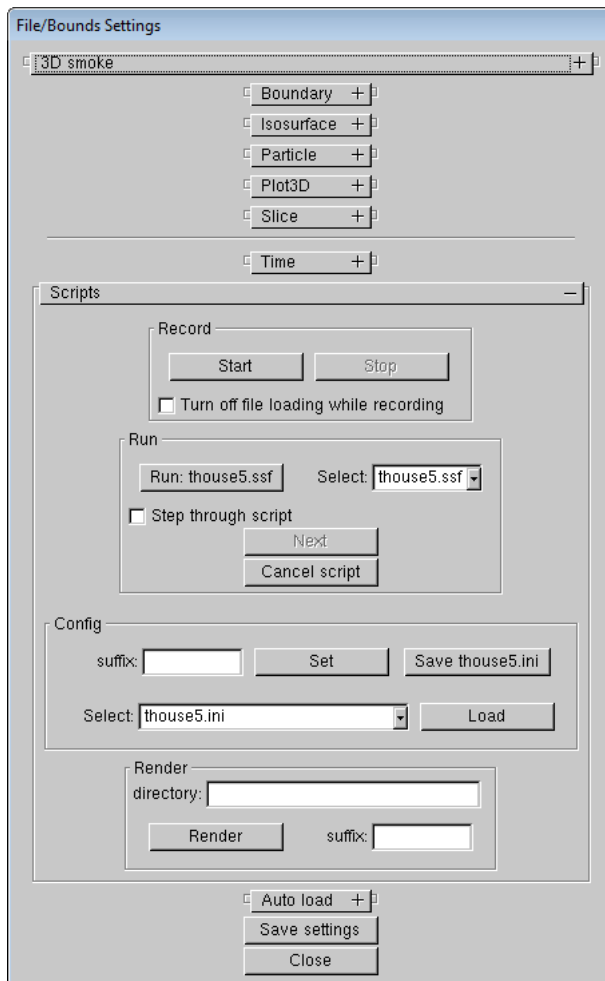 File/Bounds Settings
3D smoke +
Boundary +
Isosurface +
Particle +
Plot3D +
Slice +
Time +
Scripts –
Record
Start Stop
Turn off file loading while recording
Run
Run: thouse5.ssf Select: thouse5.ssf
Step through script
Next
Cancel script
Config
suffix: Set Save thouse5.ini
Select: thouse5.ini Load
Render
directory:
Render suffix:
Auto load +
Save settings
Close